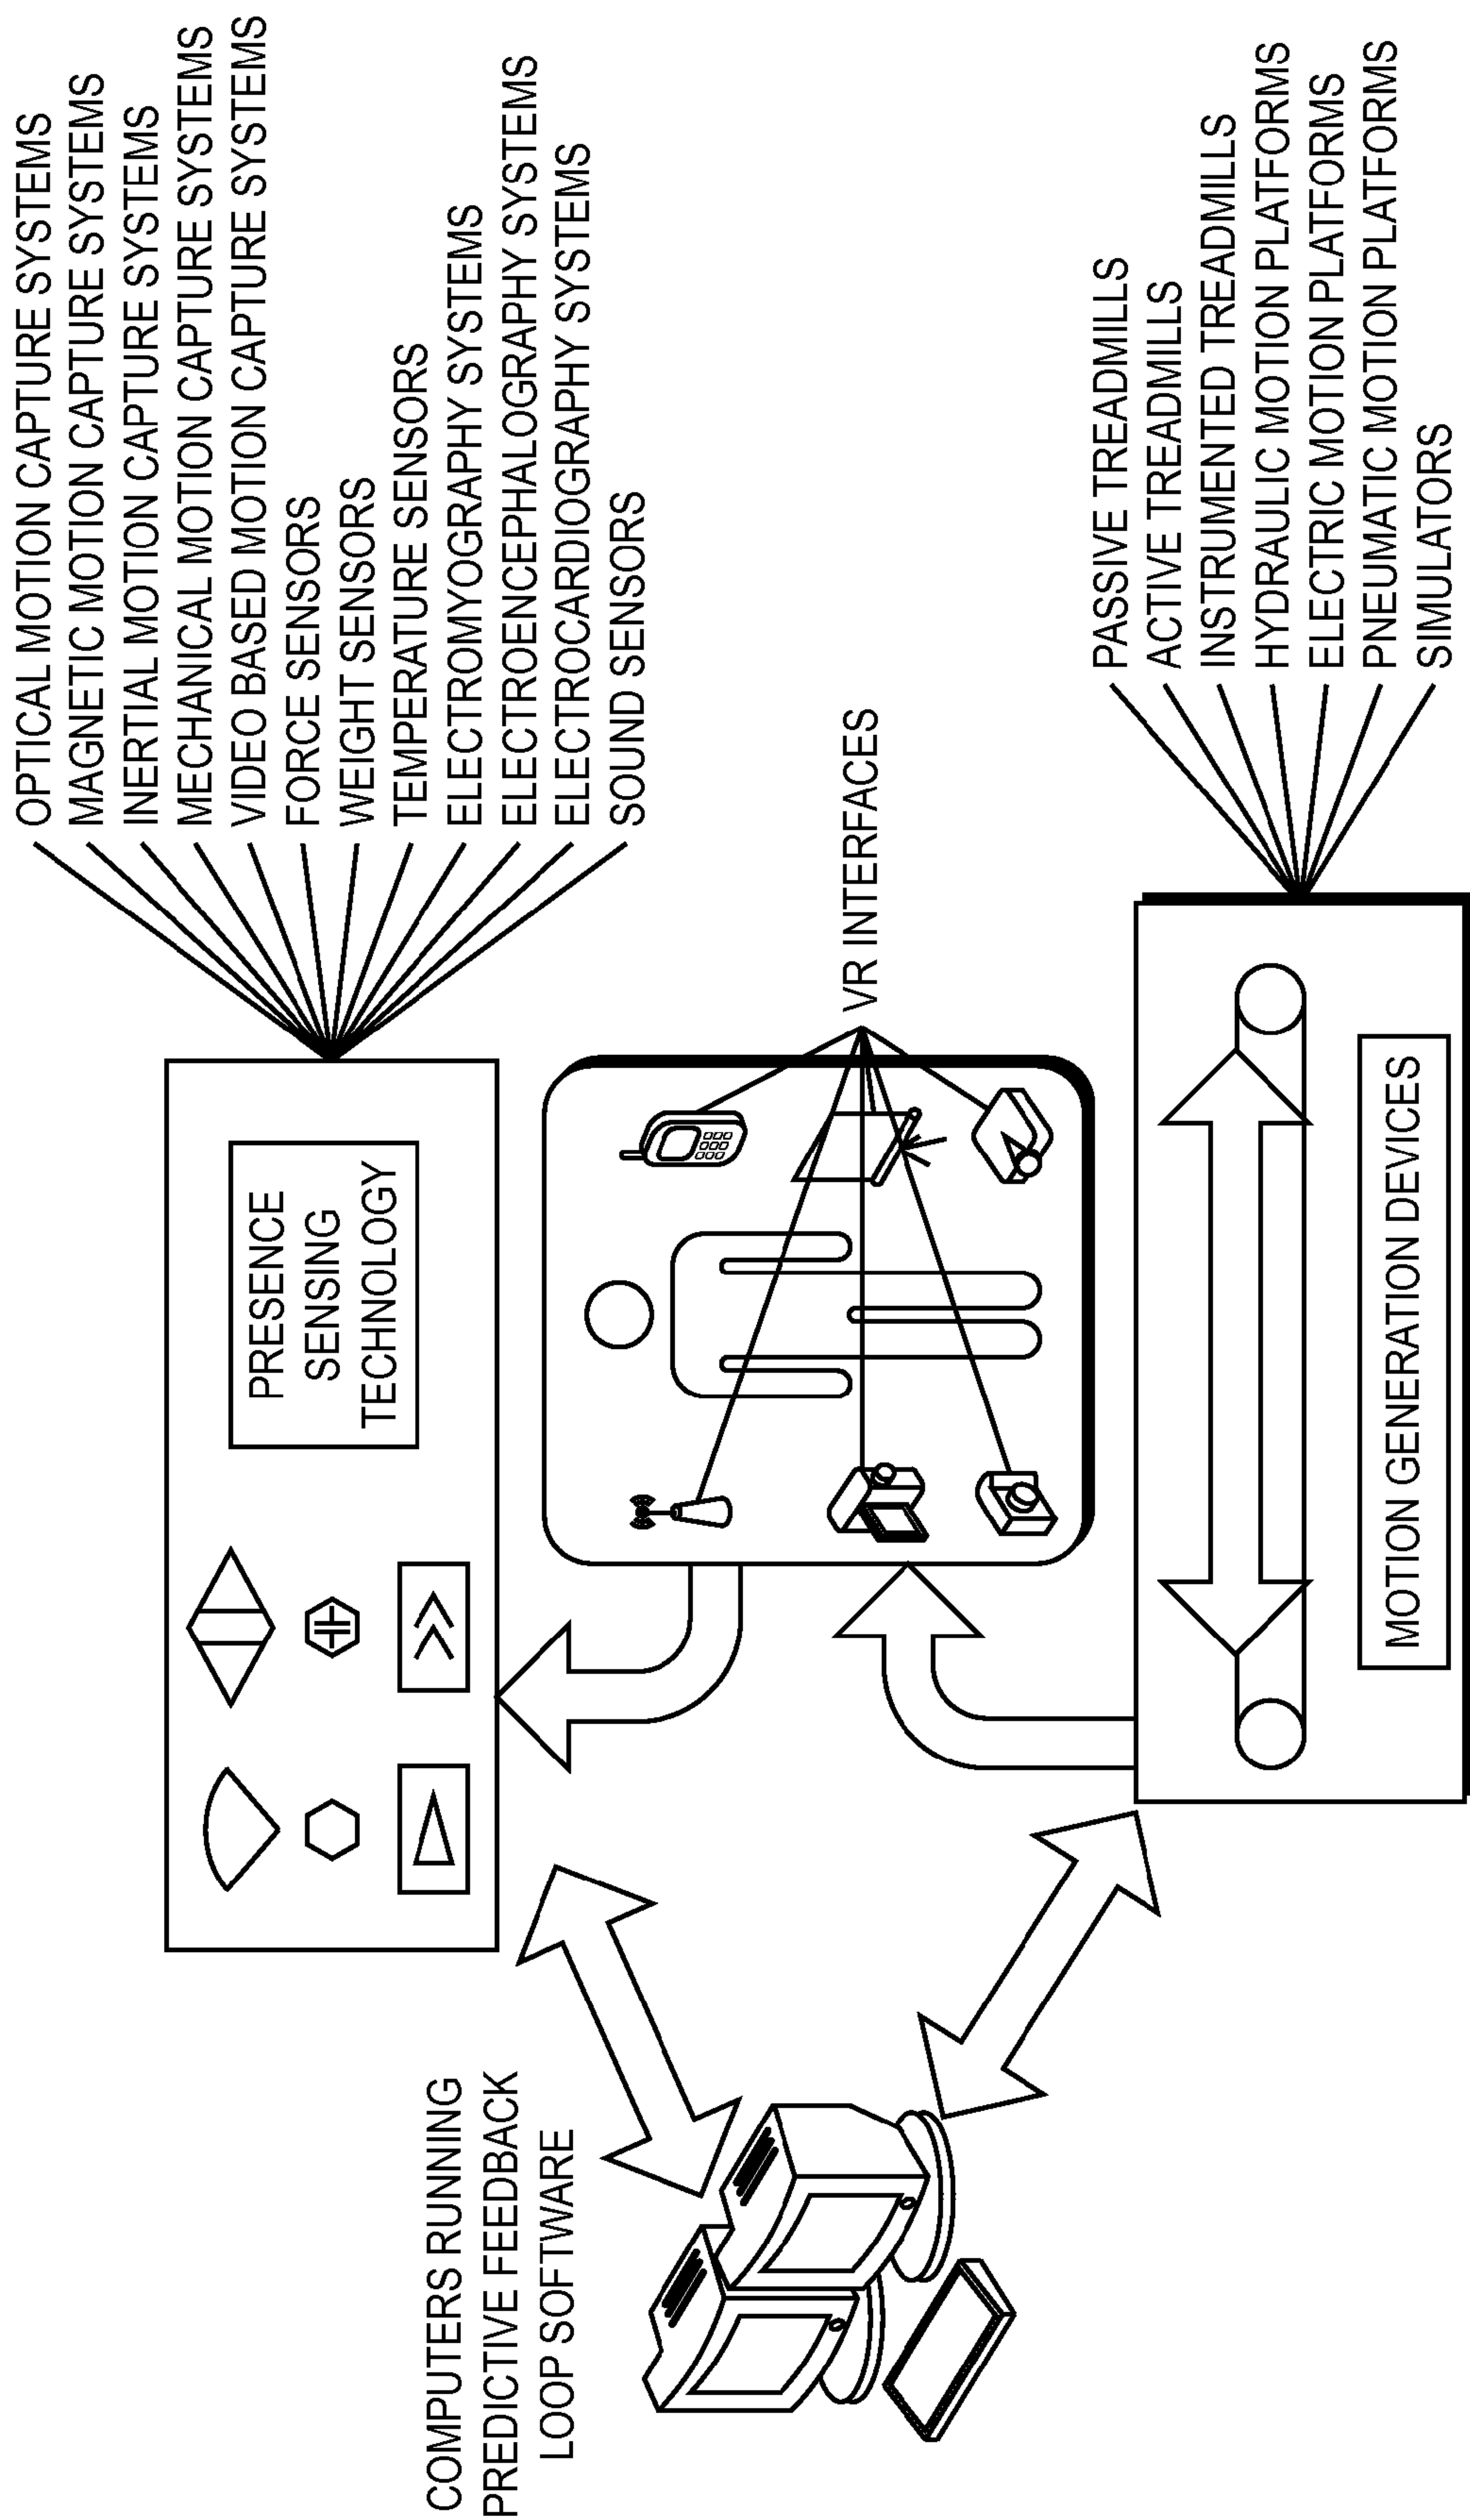 COMPUTERS RUNNING
PREDICTIVE FEEDBACK
LOOP SOFTWARE
PRESENCE
SENSING
TECHNOLOGY
OPTICAL MOTION CAPTURE SYSTEMS
MAGNETIC MOTION CAPTURE SYSTEMS
INERTIAL MOTION CAPTURE SYSTEMS
MECHANICAL MOTION CAPTURE SYSTEMS
VIDEO BASED MOTION CAPTURE SYSTEMS
FORCE SENSORS
WEIGHT SENSORS
TEMPERATURE SENSORS
ELECTROMYOGRAPHY SYSTEMS
ELECTROENCEPHALOGRAPHY SYSTEMS
ELECTROCARDIOGRAPHY SYSTEMS
SOUND SENSORS
VR INTERFACES
MOTION GENERATION DEVICES
PASSIVE TREADMILLS
ACTIVE TREADMILLS
INSTRUMENTED TREADMILLS
HYDRAULIC MOTION PLATFORMS
ELECTRIC MOTION PLATFORMS
PNEUMATIC MOTION PLATFORMS
SIMULATORS